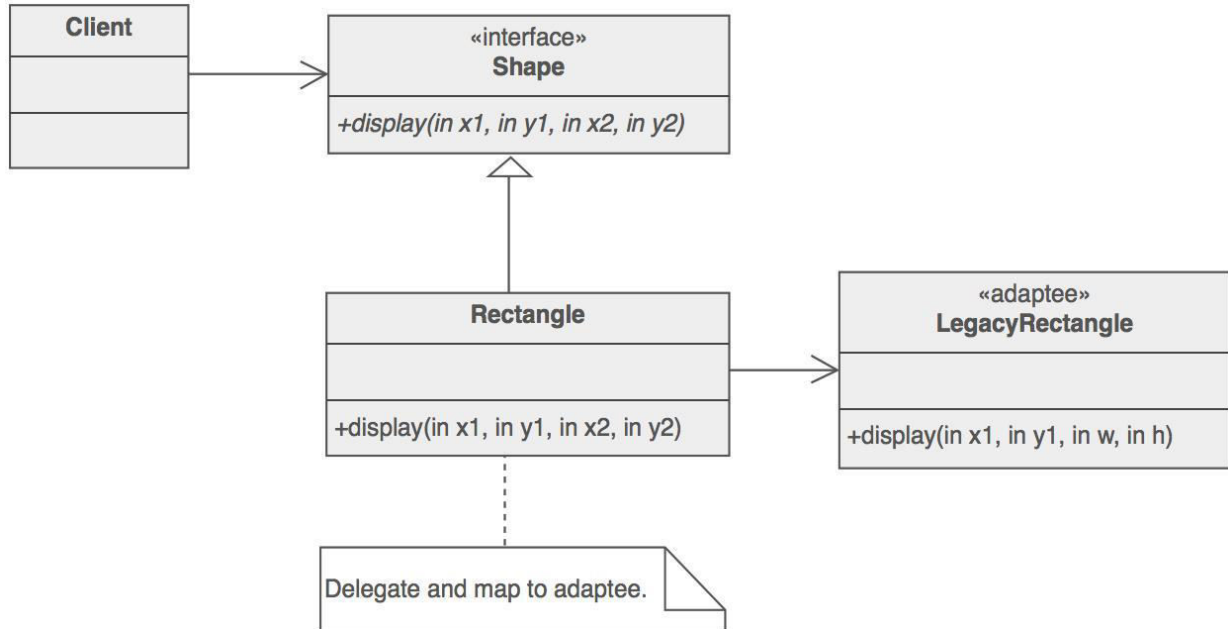 Client
«interface»
Shape
+display(in x1, in y1, in x2, in y2)
Rectangle
+display(in x1, in y1, in x2, in y2)
«adaptee»
LegacyRectangle
+display(in x1, in y1, in w, in h)
Delegate and map to adaptee.